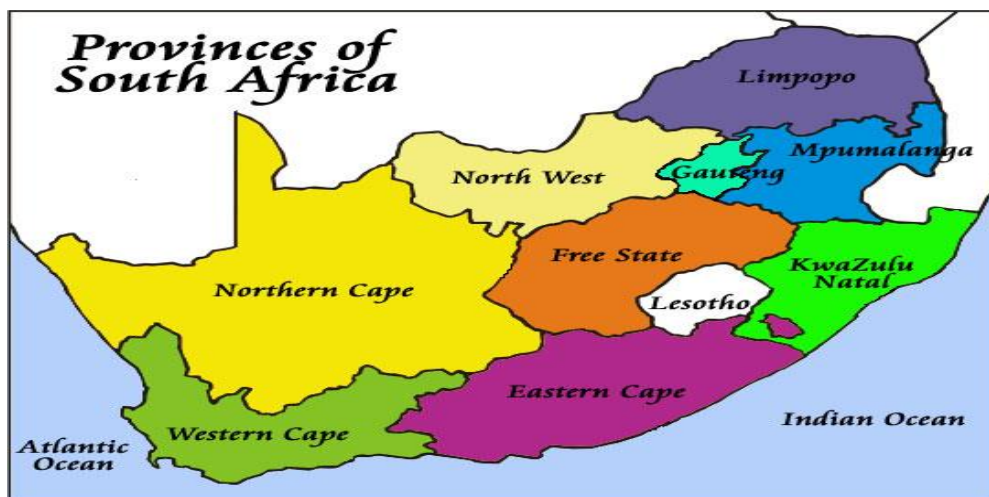 Provinces of
South Africa
Limpopo
Mpumalanga
North West
Gauteng
Free State
KwaZulu
Natal
Northern Cape
Lesotho
Eastern Cape
Indian Ocean
Western Cape
Atlantic
Ocean